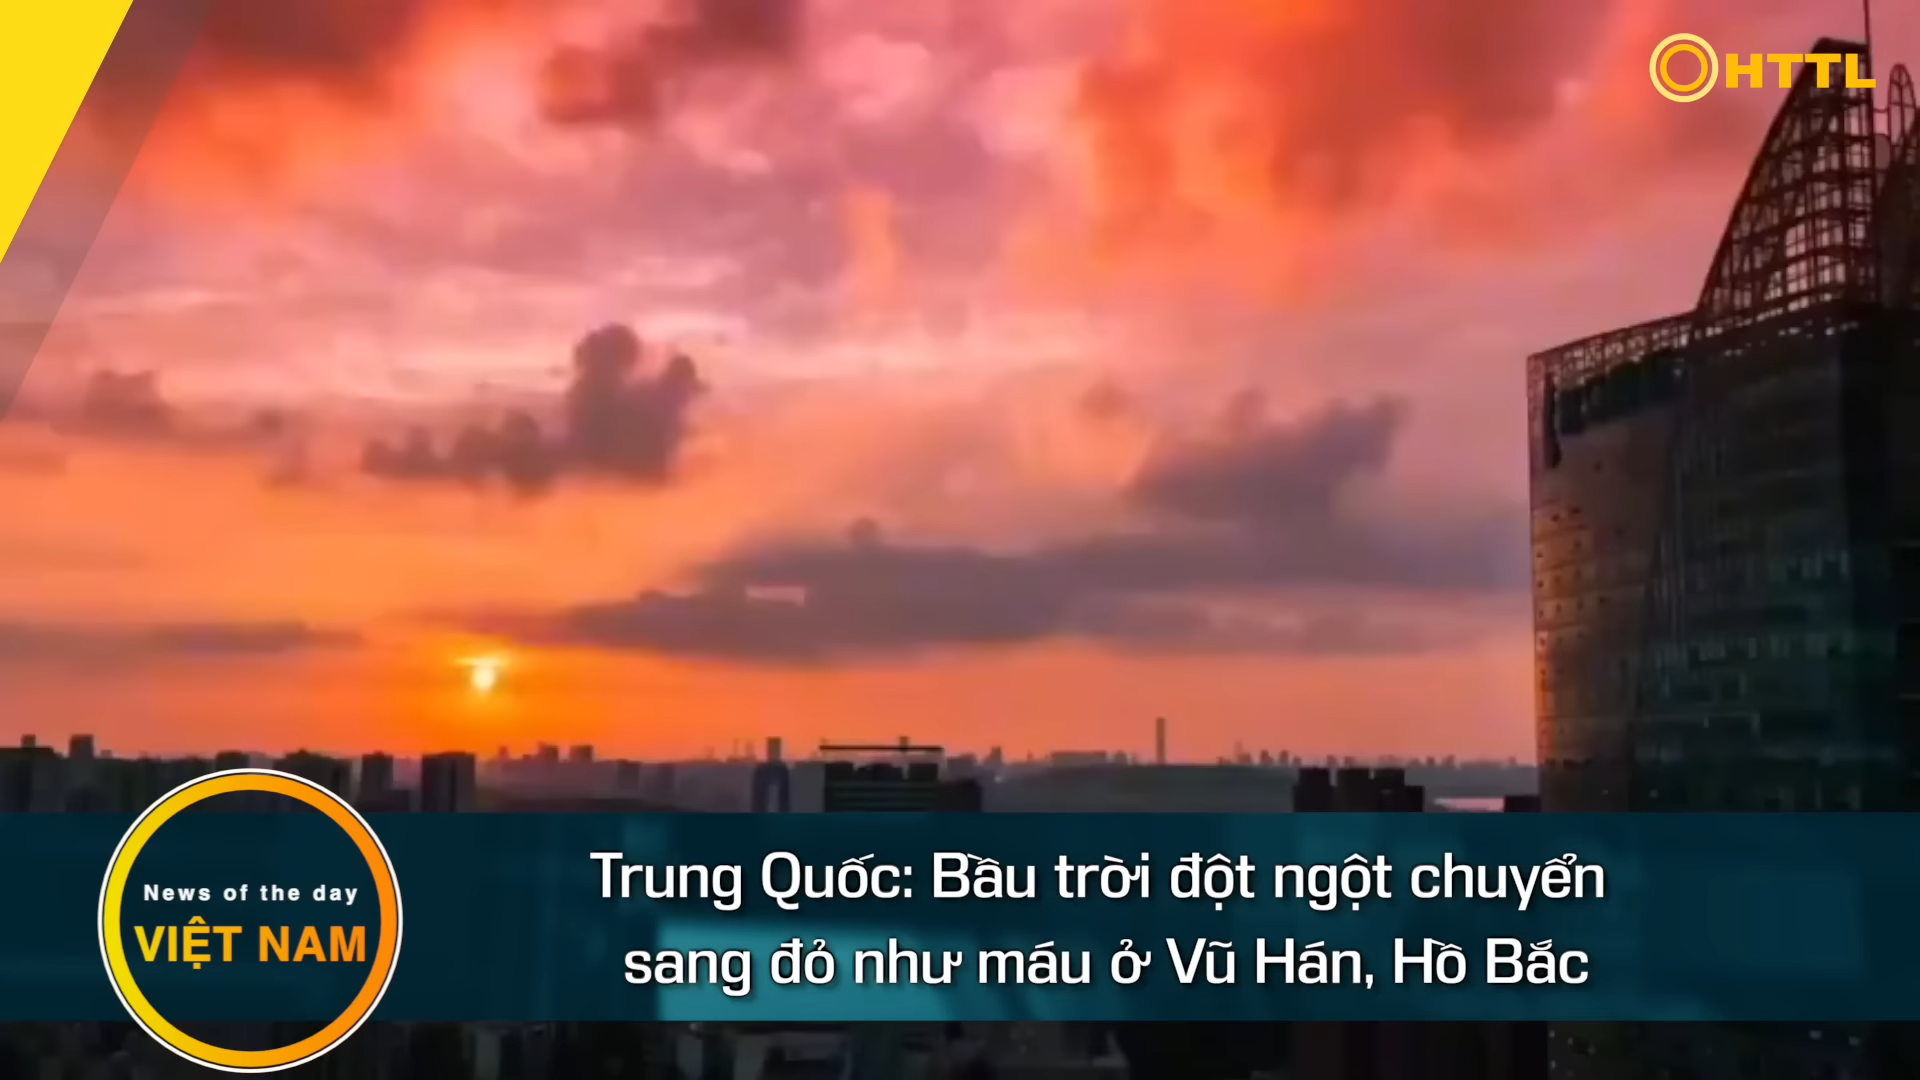 HTTL
Trung Quốc: Bầu trời đột ngột chuyển
sang đỏ như máu ở Vũ Hán, Hồ Bắc
News of the day
VIỆT NAM